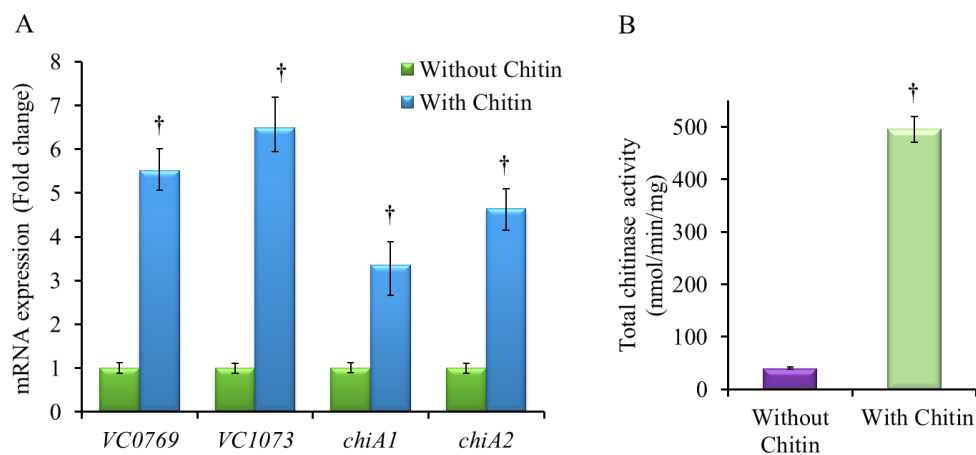 A
mRNA expression (Fold change)
8
7
6
5
4
3
2
1
0
† † † †
Without Chitin
With Chitin
VC0769 VC1073 chiA1 chiA2
B
Total chitinase activity
(nmol/min/mg)
500
400
300
200
100
0
†
Without
Chitin
With Chitin